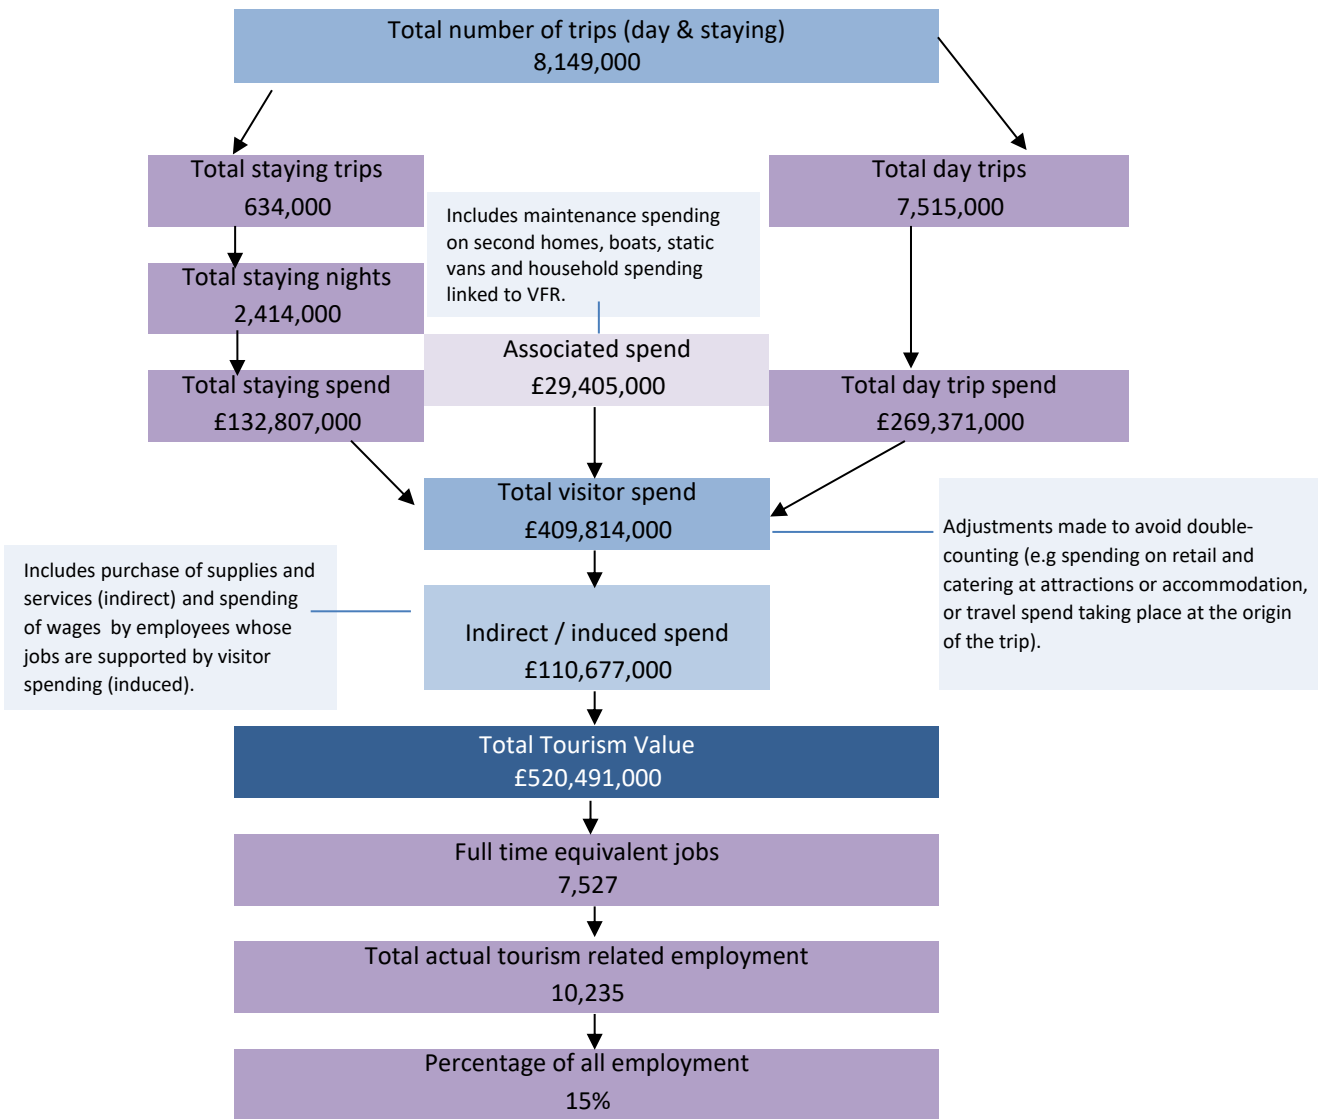 Total number of trips (day & staying)
8,149,000
Total staying trips
634,000
Total day trips
7,515,000
Includes maintenance spending
on second homes, boats, static
vans and household spending
linked to VFR.
Total staying nights
2,414,000
Associated spend
£29,405,000
Total staying spend
£132,807,000
Total day trip spend
£269,371,000
Total visitor spend
£409,814,000
Adjustments made to avoid double-
counting (e.g spending on retail and
catering at attractions or accommodation,
or travel spend taking place at the origin
of the trip).
Includes purchase of supplies and
services (indirect) and spending
of wages by employees whose
jobs are supported by visitor
spending (induced).
Indirect / induced spend
£110,677,000
Total Tourism Value
£520,491,000
Full time equivalent jobs
7,527
Total actual tourism related employment
10,235
Percentage of all employment
15%